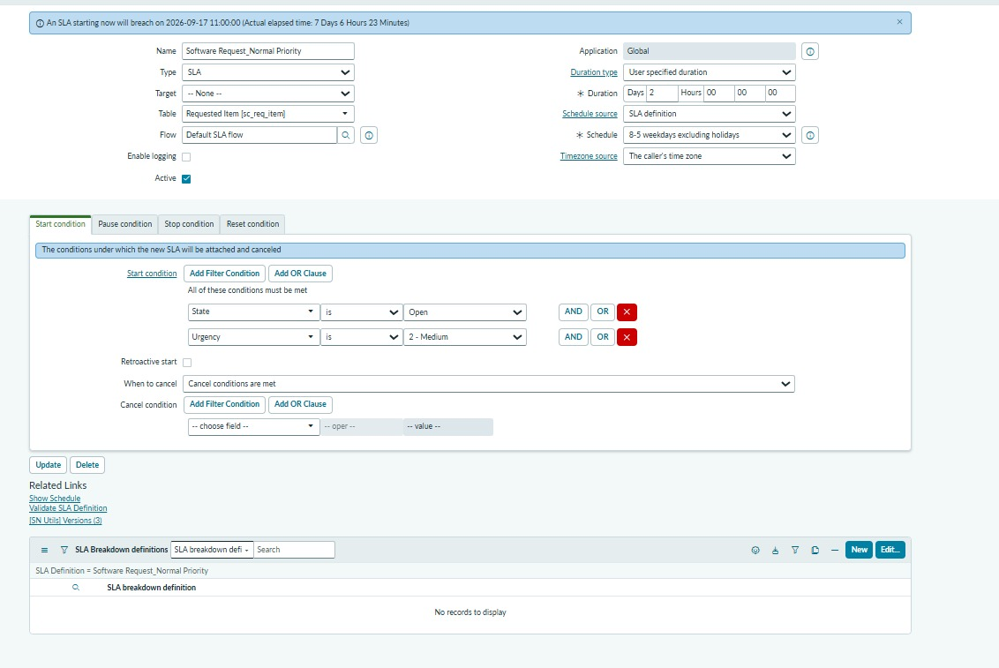 An SLA starting now will breach on 2026-09-17 11:00:00 (Actual elapsed time: 7 Days 6 Hours 23 Minutes)
Name Software Request_Normal Priority
Type SLA
Target -- None --
Table Requested Item [sc_req_item]
Flow Default SLA flow
Enable logging
Active
Application Global
Duration type User specified duration
* Duration Days 2 Hours 00 00 00
Schedule source SLA definition
* Schedule 8-5 weekdays excluding holidays
Timezone source The caller's time zone
Start condition Pause condition Stop condition Reset condition
The conditions under which the new SLA will be attached and canceled
Start condition Add Filter Condition Add OR Clause
All of these conditions must be met
State is Open AND OR
Urgency is 2 - Medium AND OR
Retroactive start
When to cancel Cancel conditions are met
Cancel condition Add Filter Condition Add OR Clause
-- choose field -- -- oper -- -- value --
Update Delete
Related Links
Show Schedule
Validate SLA Definition
[SN Utils] Versions (3)
SLA Breakdown definitions SLA breakdown defi Search New Edit...
SLA Definition = Software Request_Normal Priority
SLA breakdown definition
No records to display